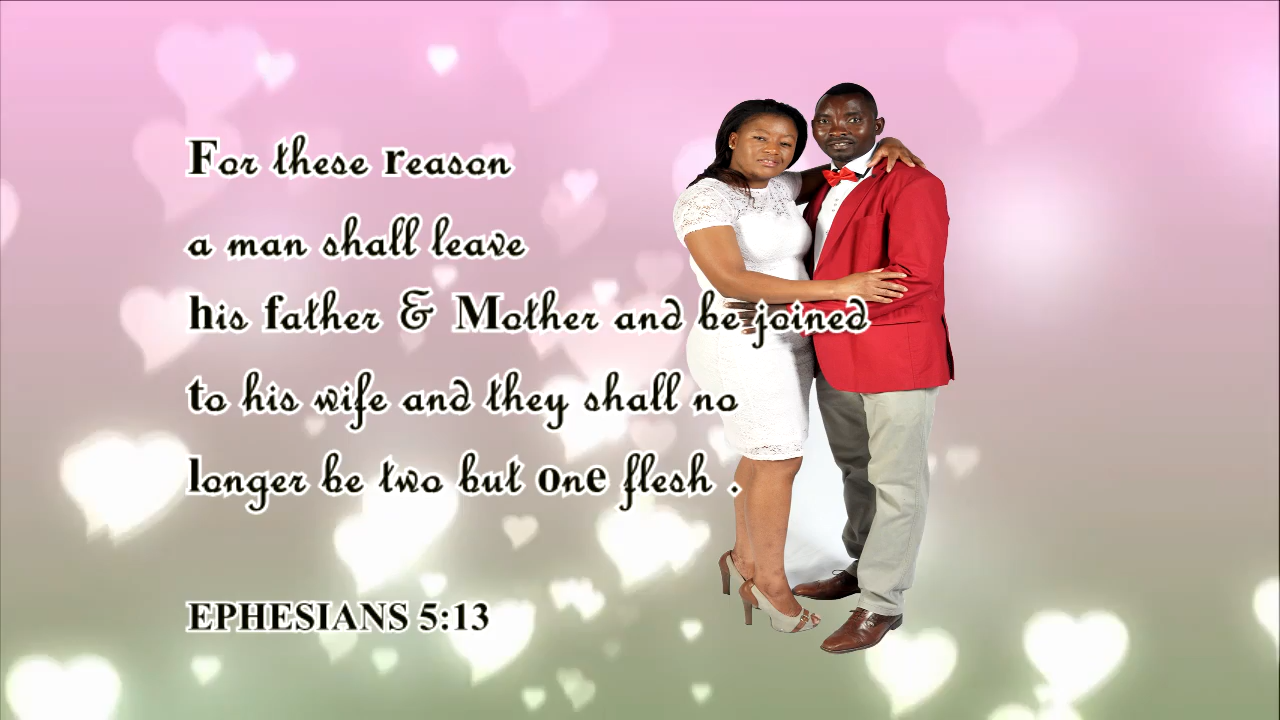 For these reason
a man shall leave
his father & Mother and be joined
to his wife and they shall no
longer be two but one flesh .
EPHESIANS 5:13